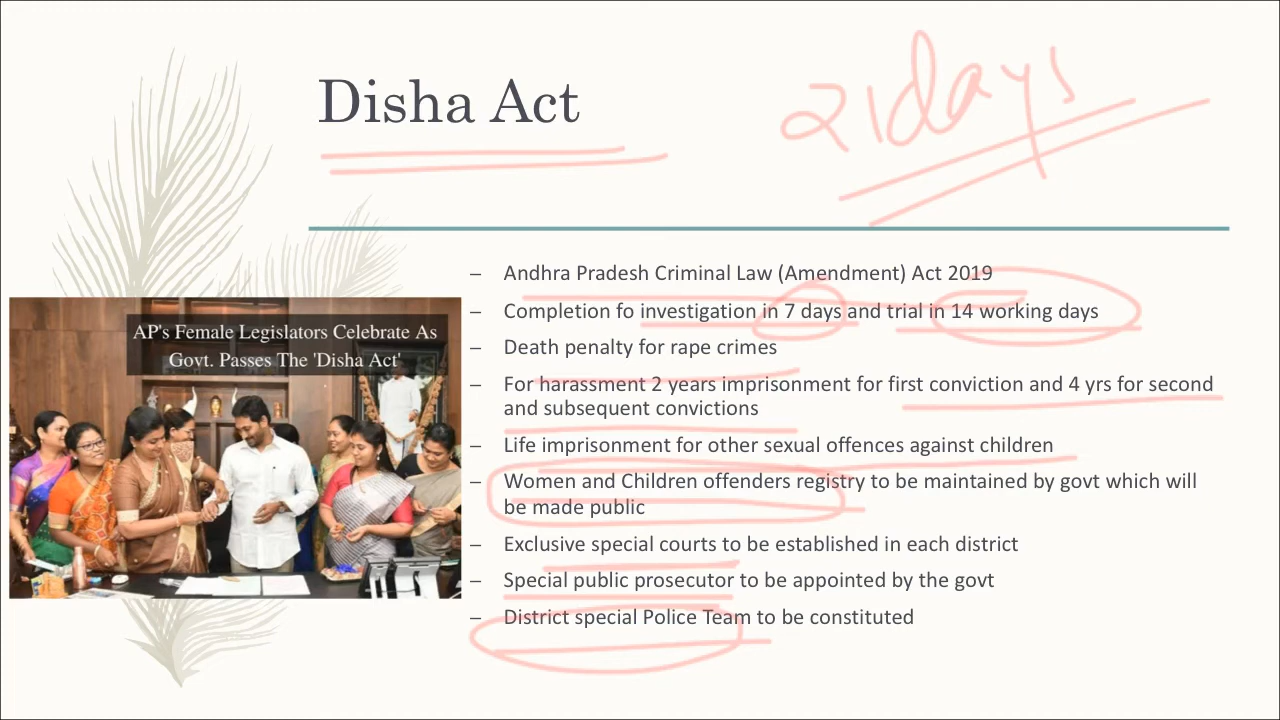 Disha Act
21 days
– Andhra Pradesh Criminal Law (Amendment) Act 2019
– Completion fo investigation in 7 days and trial in 14 working days
– Death penalty for rape crimes
– For harassment 2 years imprisonment for first conviction and 4 yrs for second
and subsequent convictions
– Life imprisonment for other sexual offences against children
– Women and Children offenders registry to be maintained by govt which will
be made public
– Exclusive special courts to be established in each district
– Special public prosecutor to be appointed by the govt
– District special Police Team to be constituted
AP's Female Legislators Celebrate As
Govt. Passes The 'Disha Act'